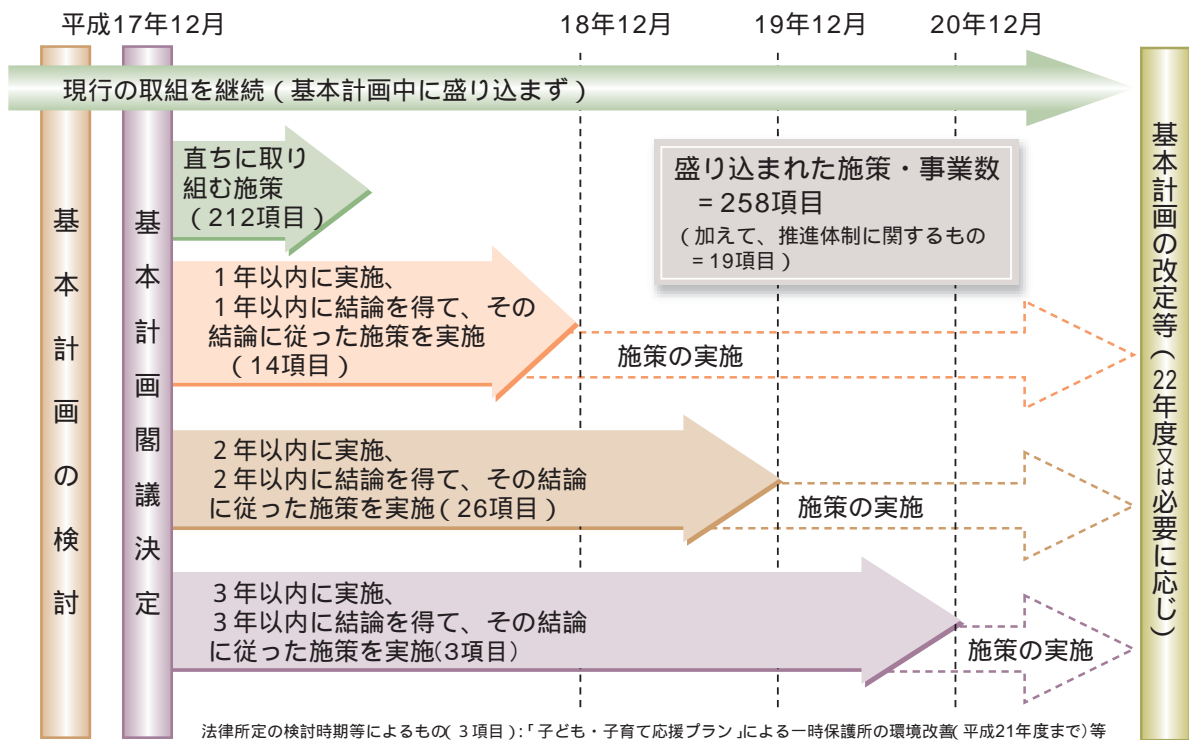 平成17年12月
18年12月
19年12月
20年12月
現行の取組を継続(基本計画中に盛り込まず)
基本計画の検討
基本計画閣議決定
直ちに取り
組む施策
(212項目)
盛り込まれた施策・事業数
=258項目
(加えて、推進体制に関するもの
=19項目)
1年以内に実施、
1年以内に結論を得て、その
結論に従った施策を実施
(14項目)
施策の実施
2年以内に実施、
2年以内に結論を得て、その結論
に従った施策を実施(26項目)
施策の実施
3年以内に実施、
3年以内に結論を得て、その結論
に従った施策を実施(3項目)
施策の実施
基本計画の改定等(22年度又は必要に応じ)
法律所定の検討時期等によるもの(3項目):「子ども・子育て応援プラン」による一時保護所の環境改善(平成21年度まで)等